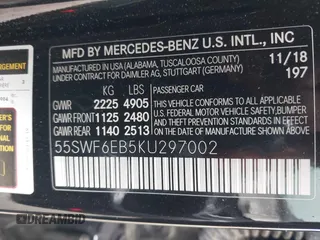 MFD BY MERCEDES-BENZ U.S. INTL., INC
MANUFACTURED IN USA (ALABAMA, TUSCALOOSA COUNTY) 11/18
UNDER CONTRACT FOR DAIMLER AG, STUTTGART (GERMANY) 197
KG LBS PASSENGER CAR
GVWR 2225 4905
GAWR FRONT 1125 2480
GAWR REAR 1140 2513
THIS VEHICLE CONFORMS TO ALL APPLICABLE U.S. FEDERAL MOTOR VEHICLE SAFETY, BUMPER AND THEFT PREVENTION STANDARDS IN EFFECT ON THE DATE OF MANUFACTURE SHOWN ABOVE.
55SWF6EB5KU297002
DREAMBID